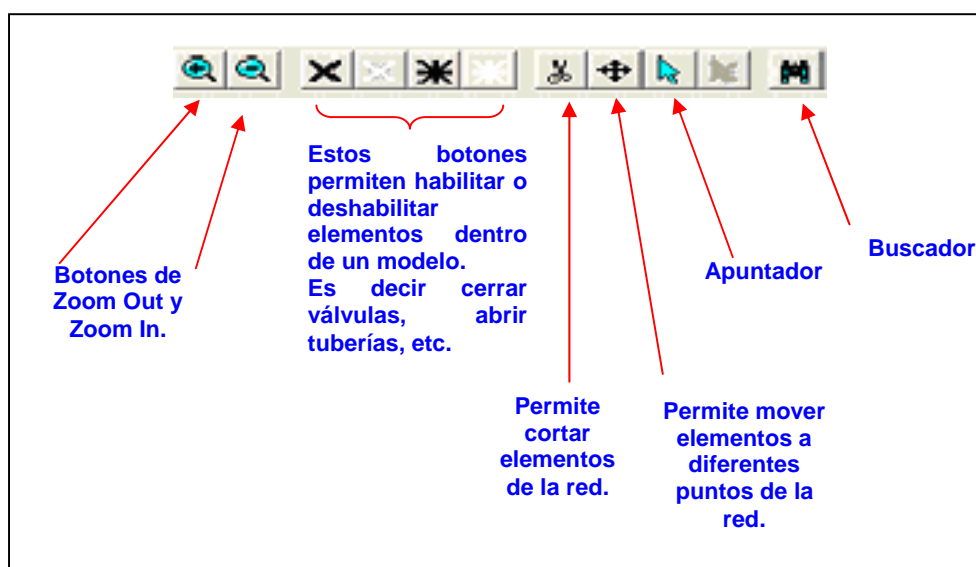 Estos botones
permiten habilitar o
deshabilitar
elementos dentro
de un modelo.
Es decir cerrar
válvulas, abrir
tuberías, etc.
Botones de
Zoom Out y
Zoom In.
Apuntador
Buscador
Permite
cortar
elementos
de la red.
Permite mover
elementos a
diferentes
puntos de la
red.